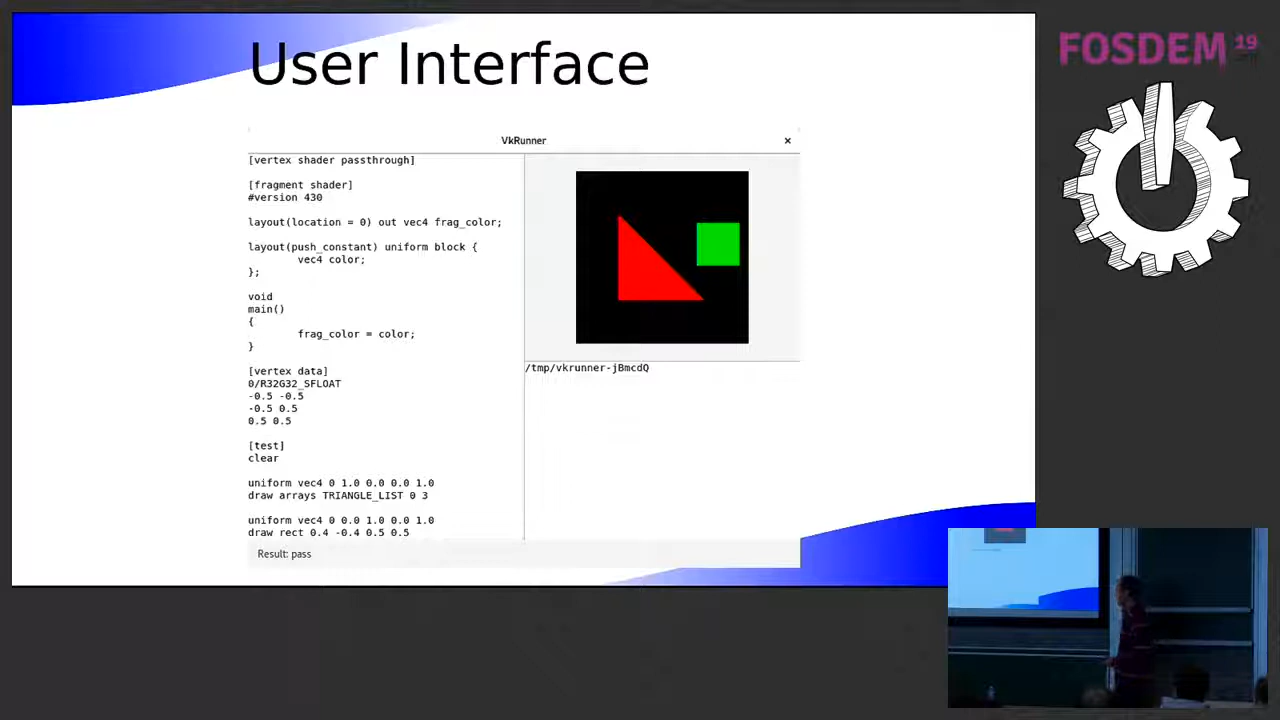 User Interface
FOSDEM 19
VkRunner
[vertex shader passthrough]
[fragment shader]
#version 430
layout(location = 0) out vec4 frag_color;
layout(push_constant) uniform block {
vec4 color;
};
void
main()
{
frag_color = color;
}
[vertex data]
0/R32G32_SFLOAT
-0.5 -0.5
-0.5 0.5
0.5 0.5
[test]
clear
uniform vec4 0 1.0 0.0 0.0 1.0
draw arrays TRIANGLE_LIST 0 3
uniform vec4 0 0.0 1.0 0.0 1.0
draw rect 0.4 -0.4 0.5 0.5
/tmp/vkrunner-jBmcdQ
Result: pass